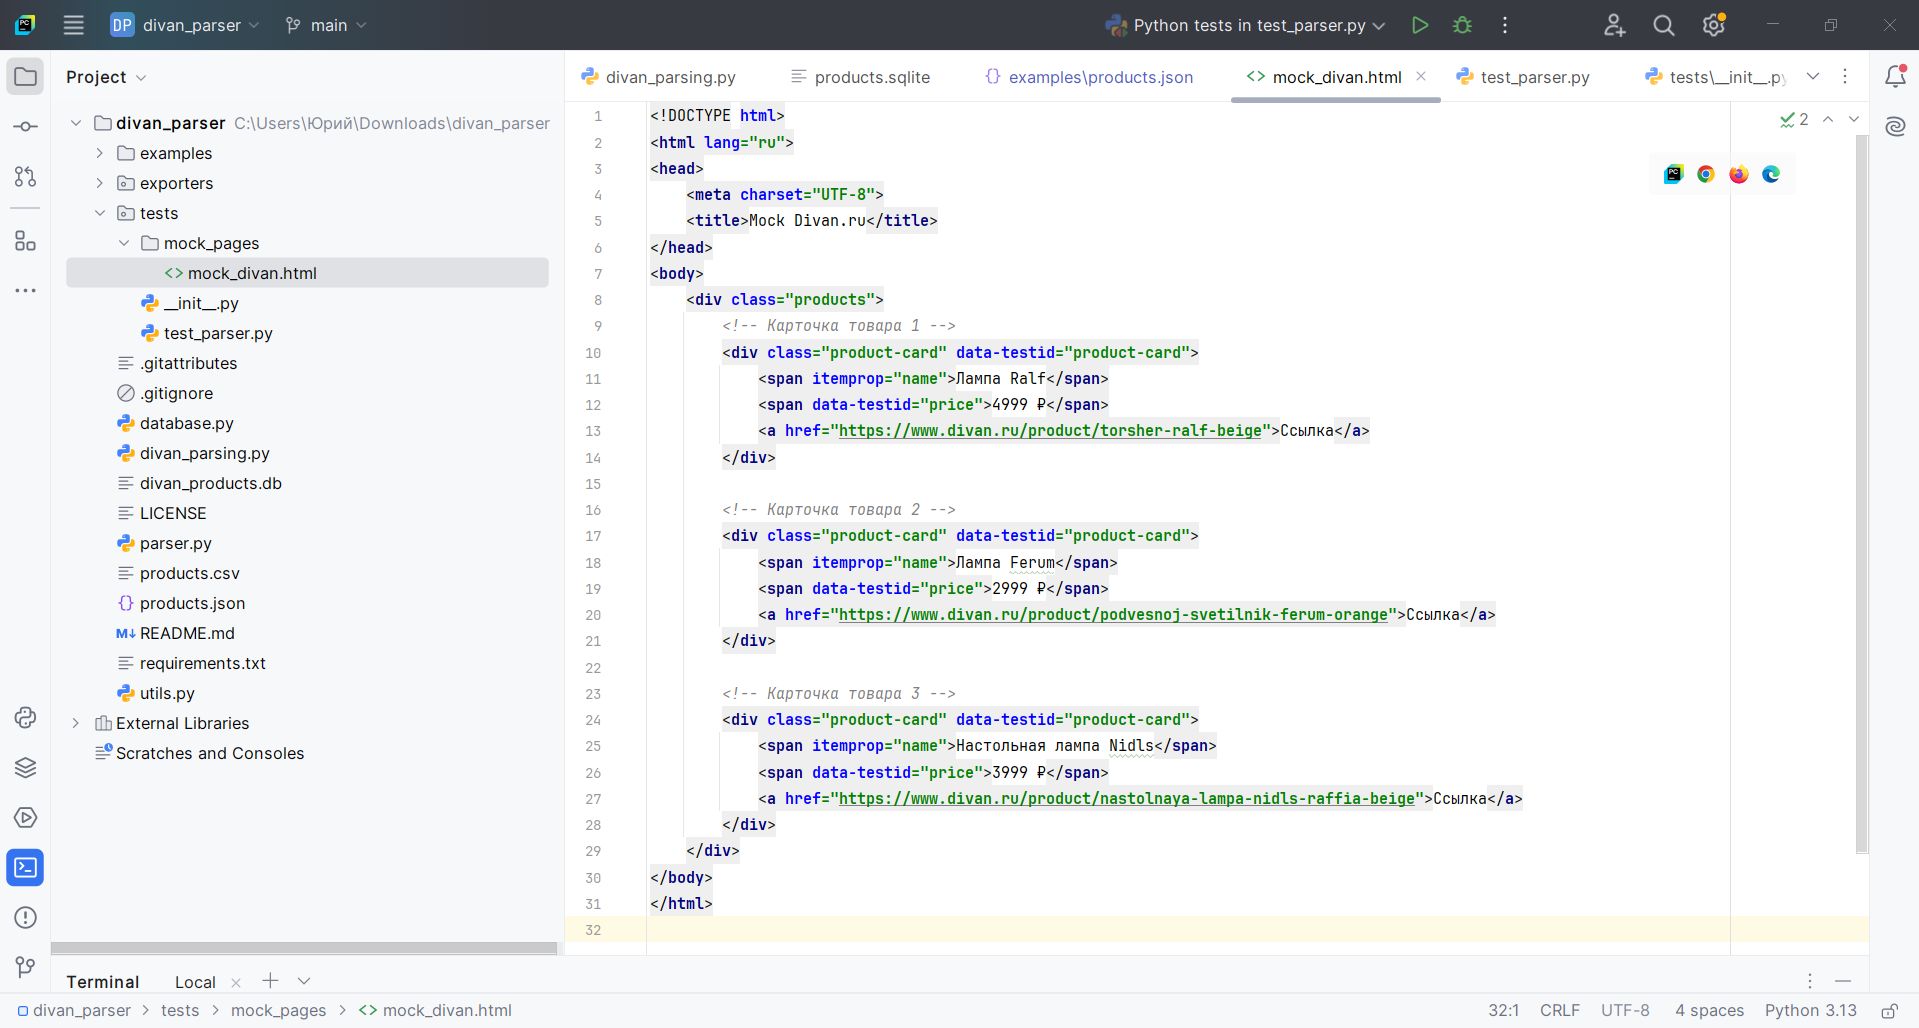 DP divan_parser main Python tests in test_parser.py
Project
divan_parsing.py products.sqlite {} examples\products.json <> mock_divan.html test_parser.py tests\__init__.py
divan_parser C:\Users\Юрий\Downloads\divan_parser
examples
exporters
tests
mock_pages
<> mock_divan.html
__init__.py
test_parser.py
.gitattributes
.gitignore
database.py
divan_parsing.py
divan_products.db
LICENSE
parser.py
products.csv
{} products.json
M↓ README.md
requirements.txt
utils.py
External Libraries
Scratches and Consoles
2
1 <!DOCTYPE html>
2 <html lang="ru">
3 <head>
4 <meta charset="UTF-8">
5 <title>Mock Divan.ru</title>
6 </head>
7 <body>
8 <div class="products">
9 <!-- Карточка товара 1 -->
10 <div class="product-card" data-testid="product-card">
11 <span itemprop="name">Лампа Ralf</span>
12 <span data-testid="price">4999 ₽</span>
13 <a href="https://www.divan.ru/product/torsher-ralf-beige">Ссылка</a>
14 </div>
15
16 <!-- Карточка товара 2 -->
17 <div class="product-card" data-testid="product-card">
18 <span itemprop="name">Лампа Ferum</span>
19 <span data-testid="price">2999 ₽</span>
20 <a href="https://www.divan.ru/product/podvesnoj-svetilnik-ferum-orange">Ссылка</a>
21 </div>
22
23 <!-- Карточка товара 3 -->
24 <div class="product-card" data-testid="product-card">
25 <span itemprop="name">Настольная лампа Nidls</span>
26 <span data-testid="price">3999 ₽</span>
27 <a href="https://www.divan.ru/product/nastolnaya-lampa-nidls-raffia-beige">Ссылка</a>
28 </div>
29 </div>
30 </body>
31 </html>
32
Terminal Local
divan_parser > tests > mock_pages > <> mock_divan.html 32:1 CRLF UTF-8 4 spaces Python 3.13